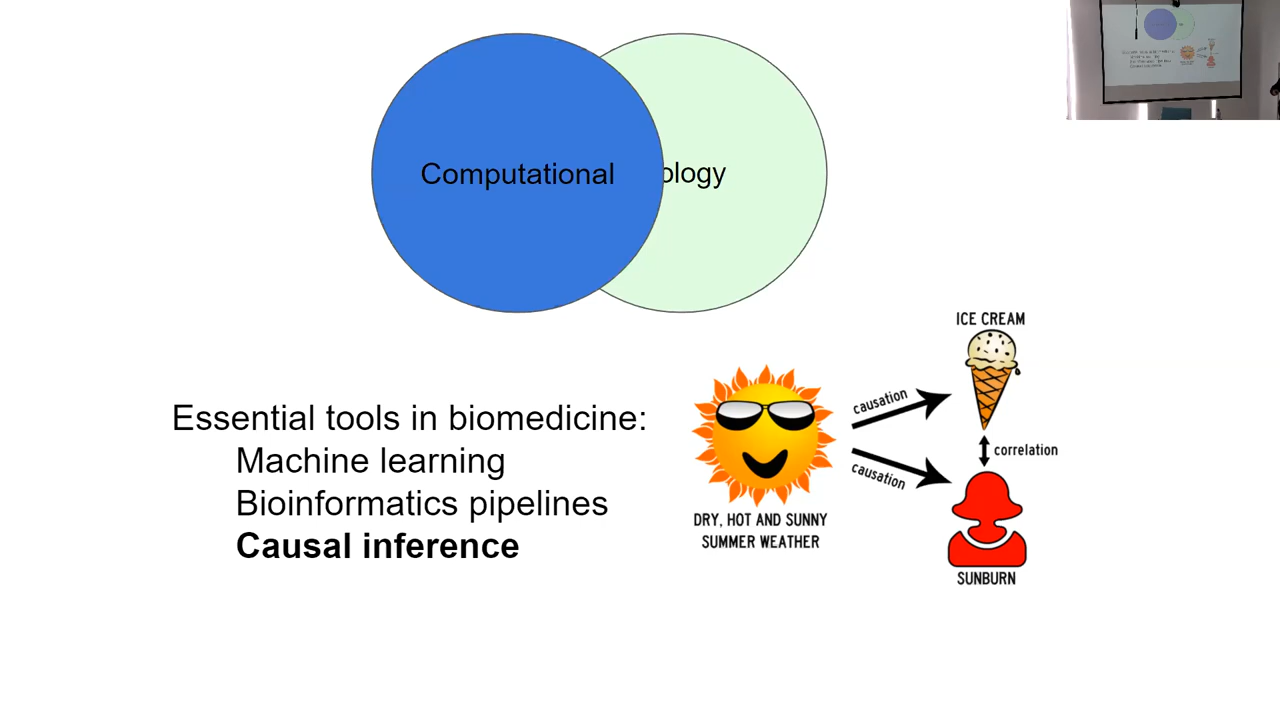 Computational
ology
Essential tools in biomedicine:
Machine learning
Bioinformatics pipelines
Causal inference
ICE CREAM
causation
correlation
causation
DRY, HOT AND SUNNY
SUMMER WEATHER
SUNBURN